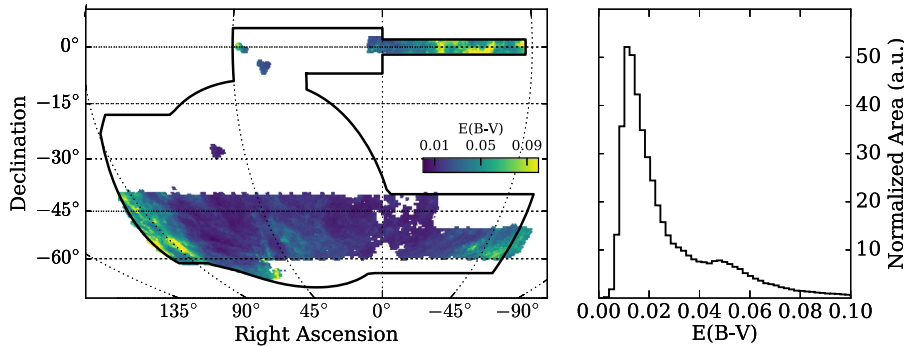 0°
−15°
−30°
−45°
−60°
Declination
E(B-V)
0.01 0.05 0.09
135° 90° 45° 0° −45° −90°
Right Ascension
50
40
30
20
10
Normalized Area (a.u.)
0.00 0.02 0.04 0.06 0.08 0.10
E(B-V)